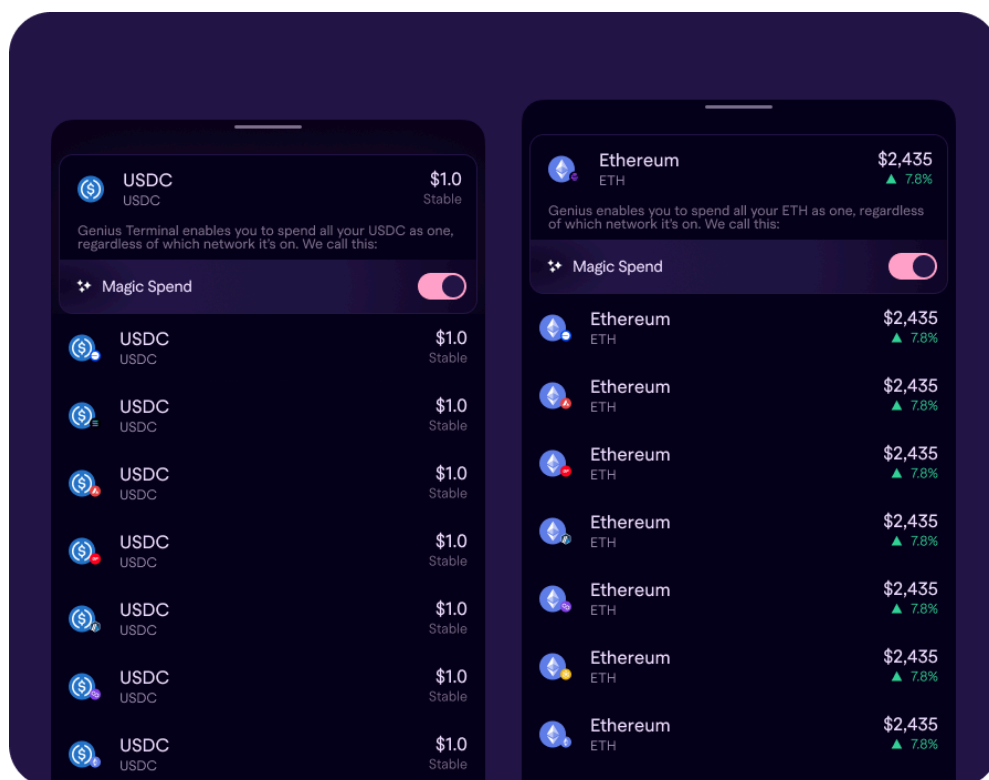 USDC
$1.0
USDC
Stable
Genius Terminal enables you to spend all your USDC as one,
regardless of which network it's on. We call this:
Magic Spend
USDC
$1.0
USDC
Stable
USDC
$1.0
USDC
Stable
USDC
$1.0
USDC
Stable
USDC
$1.0
USDC
Stable
USDC
$1.0
USDC
Stable
USDC
$1.0
USDC
Stable
USDC
$1.0
USDC
Stable
Ethereum
$2,435
ETH
▲ 7.8%
Genius enables you to spend all your ETH as one, regardless
of which network it's on. We call this:
Magic Spend
Ethereum
$2,435
ETH
▲ 7.8%
Ethereum
$2,435
ETH
▲ 7.8%
Ethereum
$2,435
ETH
▲ 7.8%
Ethereum
$2,435
ETH
▲ 7.8%
Ethereum
$2,435
ETH
▲ 7.8%
Ethereum
$2,435
ETH
▲ 7.8%
Ethereum
$2,435
ETH
▲ 7.8%